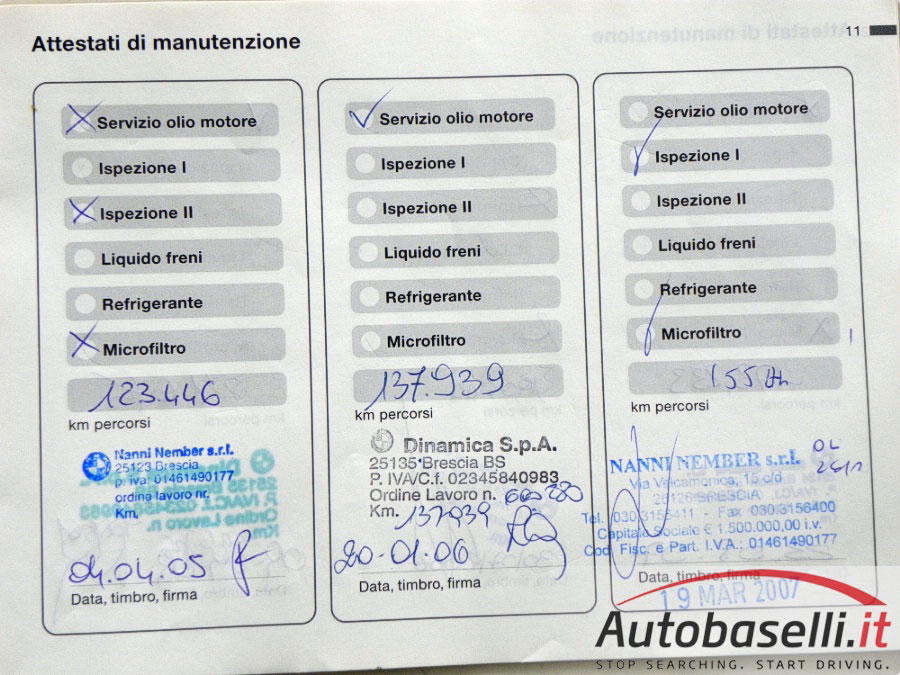 Attestati di manutenzione
11
Servizio olio motore
Ispezione I
Ispezione II
Liquido freni
Refrigerante
Microfiltro
123.446
km percorsi
Nanni Nember s.r.l.
25123 Brescia
p. iva: 01461490177
ordine lavoro nr.
Km.
04.04.05
Data, timbro, firma
Servizio olio motore
Ispezione I
Ispezione II
Liquido freni
Refrigerante
Microfiltro
137.939
km percorsi
Dinamica S.p.A.
25135 Brescia BS
P. IVA/C.f. 02345840983
Ordine Lavoro n.
Km. 137939
20-01.06
Data, timbro, firma
Servizio olio motore
Ispezione I
Ispezione II
Liquido freni
Refrigerante
Microfiltro
km percorsi
NANNI NEMBER s.r.l.
Via Valcamonica, 15 c/d
25126 BRESCIA
Tel. 030 3156411 - Fax 030 3156400
Capitale Sociale € 1.500.000,00 i.v.
Cod. Fisc. e Part. I.V.A.: 01461490177
Data, timbro, firma
19 MAR 2007
Autobaselli.it
STOP SEARCHING. START DRIVING.